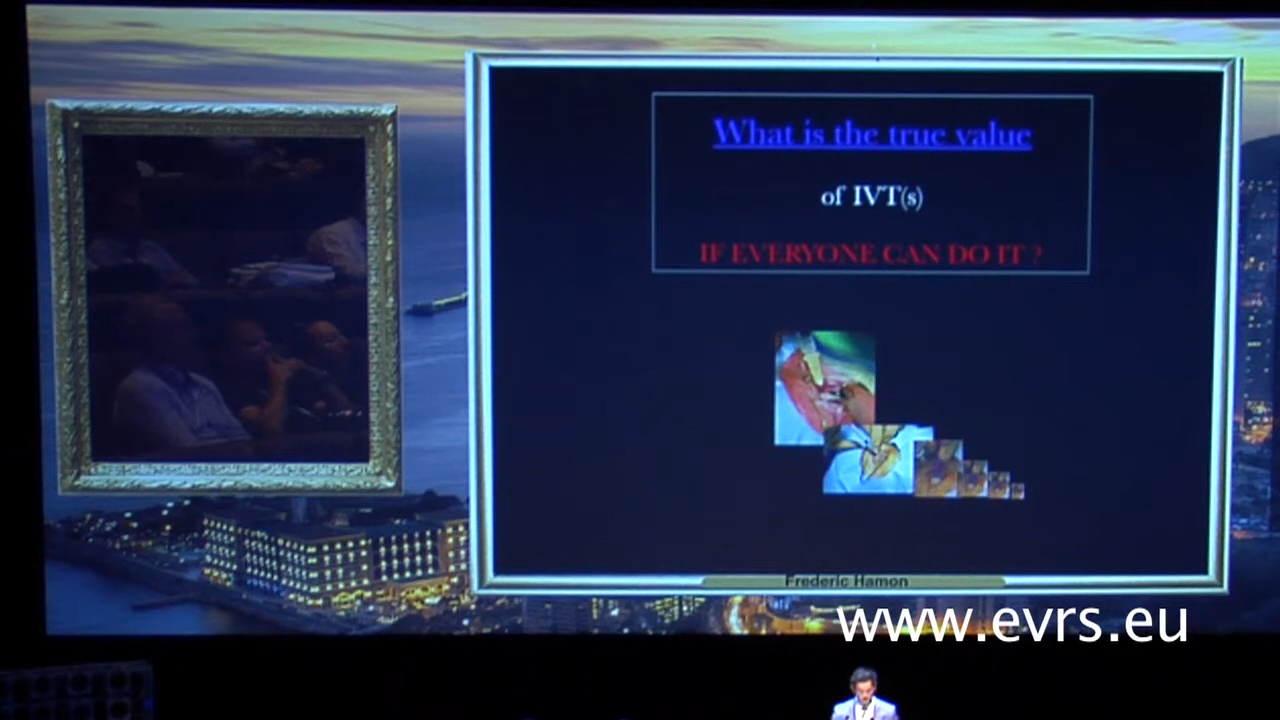 What is the true value
of IVT(s)
IF EVERYONE CAN DO IT ?
Frederic Hamon
www.evrs.eu